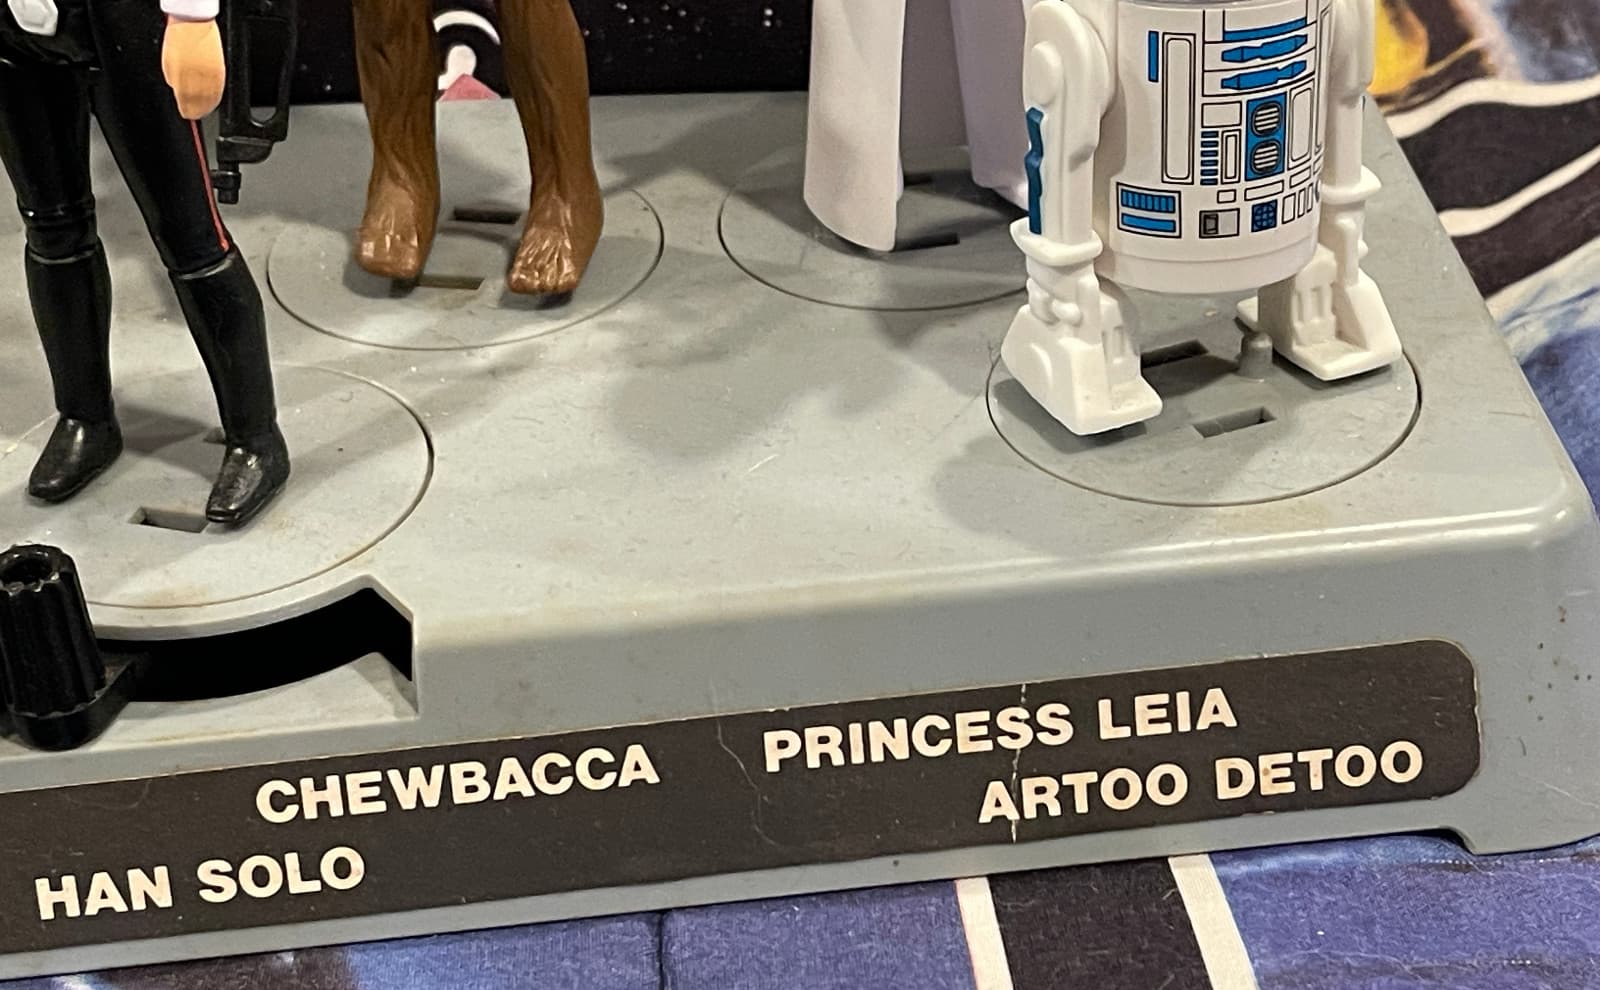 CHEWBACCA PRINCESS LEIA
HAN SOLO ARTOO DETOO